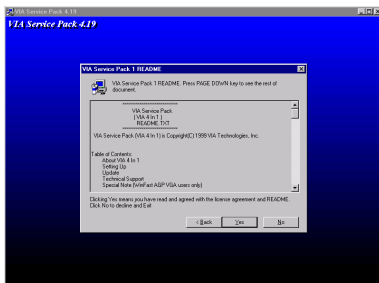 VIA Service Pack 4.19
VIA Service Pack 4.19
VIA Service Pack 1 README
VIA Service Pack 1 README. Press PAGE DOWN key to see the rest of
document.
VIA Service Pack
( VIA 4 In 1 )
README.TXT
VIA Service Pack (VIA 4 In 1) is Copyright(C) 1999 VIA Technologies, Inc.
Table of Contents:
About VIA 4 In 1
Setting Up
Update
Technical Support
Special Note (WinFast AGP VGA users only)
Clicking Yes means you have read and agreed with the license agreement and README.
Click No to decline and Exit
< Back
Yes
No